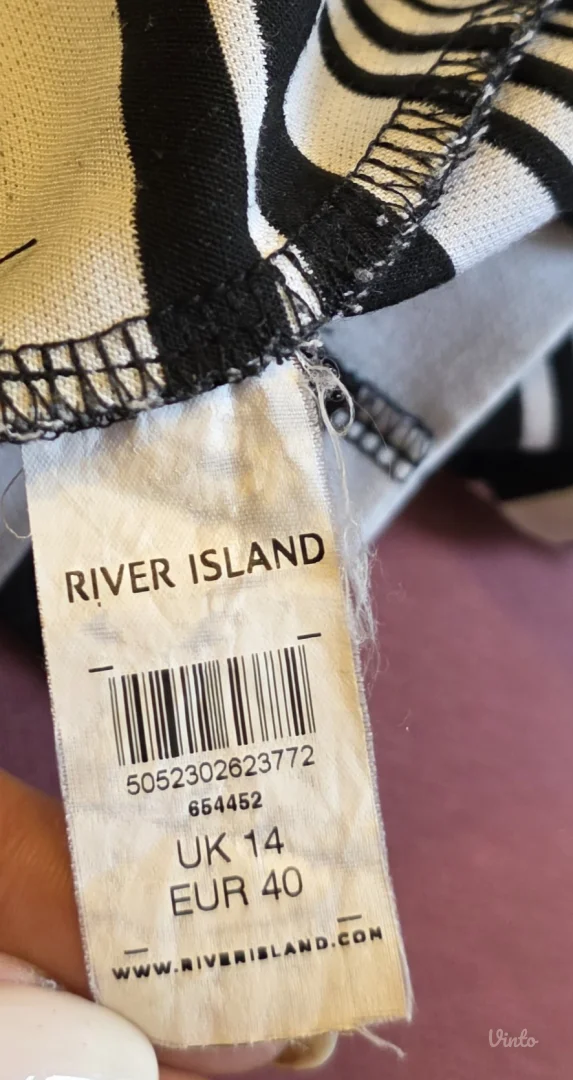 RIVER ISLAND
5052302623772
654452
UK 14
EUR 40
WWW.RIVERISLAND.COM
Vinto